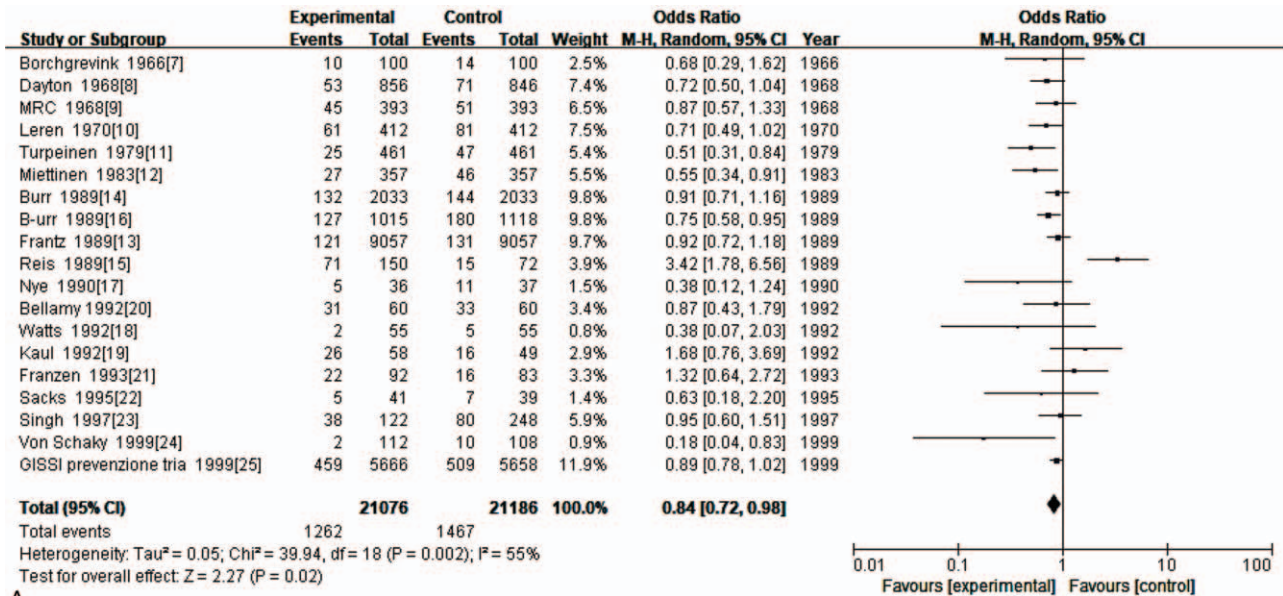 Experimental Control Odds Ratio Odds Ratio
Study or Subgroup Events Total Events Total Weight M-H, Random, 95% CI Year M-H, Random, 95% CI
Borchgrevink 1966[7] 10 100 14 100 2.5% 0.68 [0.29, 1.62] 1966
Dayton 1968[8] 53 856 71 846 7.4% 0.72 [0.50, 1.04] 1968
MRC 1968[9] 45 393 51 393 6.3% 0.87 [0.57, 1.33] 1968
Leren 1970[10] 61 412 81 412 7.5% 0.71 [0.49, 1.02] 1970
Turpeinen 1979[11] 25 461 47 461 5.4% 0.51 [0.31, 0.84] 1979
Miettinen 1983[12] 27 357 46 357 5.5% 0.55 [0.34, 0.91] 1983
Burr 1989[14] 132 2033 144 2033 9.8% 0.91 [0.71, 1.16] 1989
B-urr 1989[16] 127 1015 180 1118 9.8% 0.75 [0.58, 0.95] 1989
Frantz 1989[13] 121 9057 131 9057 9.7% 0.92 [0.72, 1.18] 1989
Reis 1989[15] 71 150 15 72 3.9% 3.42 [1.78, 6.56] 1989
Nye 1990[17] 5 36 11 37 1.5% 0.38 [0.12, 1.24] 1990
Bellamy 1992[20] 31 60 33 60 3.4% 0.87 [0.43, 1.79] 1992
Watts 1992[18] 2 55 5 55 0.8% 0.38 [0.07, 2.03] 1992
Kaul 1992[19] 26 58 16 49 2.9% 1.68 [0.76, 3.69] 1992
Franzen 1993[21] 22 92 16 83 3.3% 1.32 [0.64, 2.72] 1993
Sacks 1995[22] 5 41 7 39 1.4% 0.63 [0.18, 2.20] 1995
Singh 1997[23] 38 122 80 248 5.9% 0.95 [0.60, 1.51] 1997
Von Schaky 1999[24] 2 112 10 108 0.9% 0.18 [0.04, 0.83] 1999
GISSI prevenzione tria 1999[25] 459 5666 509 5658 11.9% 0.89 [0.78, 1.02] 1999
Total (95% CI) 21076 21186 100.0% 0.84 [0.72, 0.98]
Total events 1262 1467
Heterogeneity: Tau² = 0.05; Chi² = 39.94, df = 18 (P = 0.002); I² = 55%
Test for overall effect: Z = 2.27 (P = 0.02)
0.01 0.1 1 10 100
Favours [experimental] Favours [control]